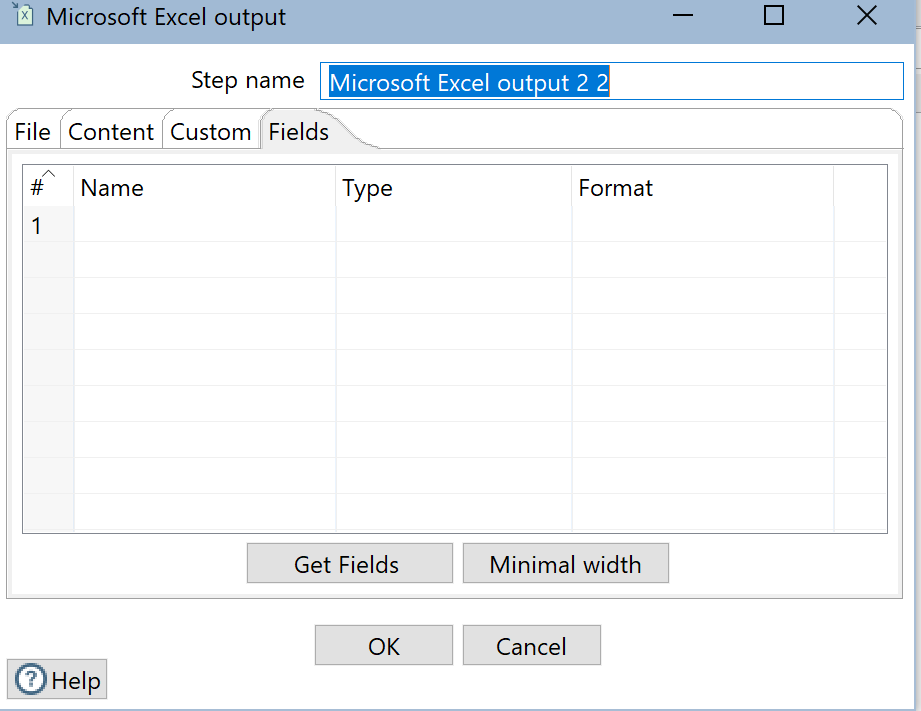 Microsoft Excel output
Step name Microsoft Excel output 2 2
File Content Custom Fields
# Name Type Format
1
Get Fields Minimal width
OK Cancel
? Help